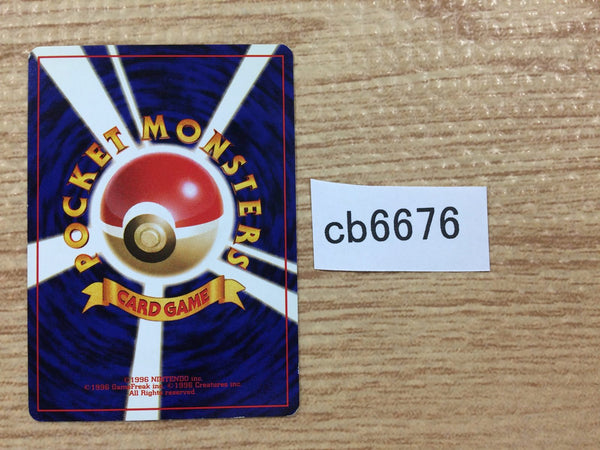 POCKET MONSTERS
CARD GAME
©1996 NINTENDO inc.
©1996 GameFreak inc. ©1996 Creatures inc.
All Rights reserved.
cb6676